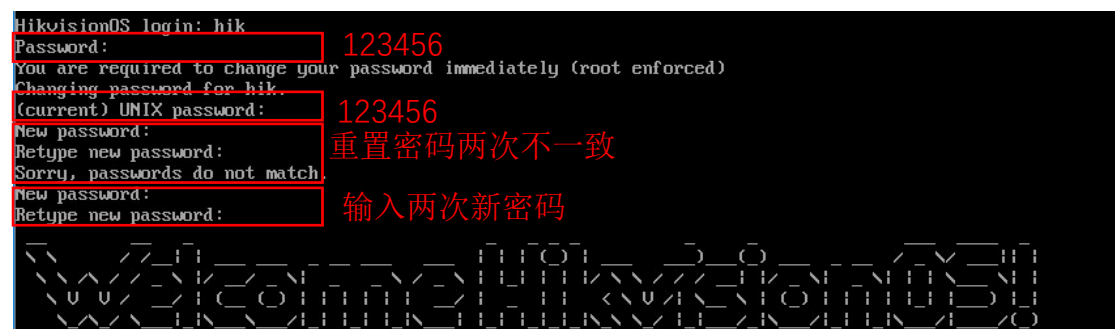 HikvisionOS login: hik
Password: 123456
You are required to change your password immediately (root enforced)
Changing password for hik.
(current) UNIX password: 123456
New password:
Retype new password: 重置密码两次不一致
Sorry, passwords do not match.
New password:
Retype new password: 输入两次新密码
Welcome HikvisionOS!